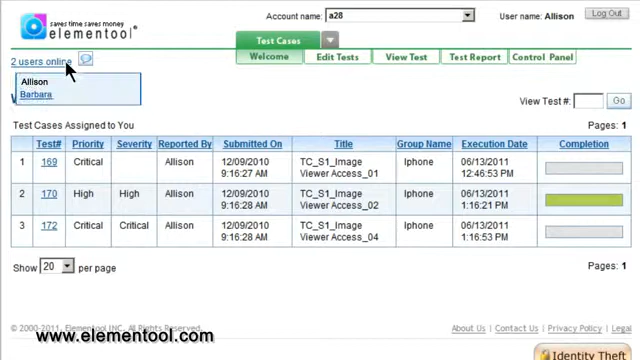 saves time saves money
elementool
Account name: a28
User name: Allison
Log Out
Test Cases
Welcome
Edit Tests
View Test
Test Report
Control Panel
2 users online
Allison
Barbara
View Test #:
Go
Test Cases Assigned to You
Pages: 1
Test# Priority Severity Reported By Submitted On Title Group Name Execution Date Completion
1 169 Critical Allison 12/09/2010 9:16:27 AM TC_S1_Image Viewer Access_01 Iphone 06/13/2011 12:46:53 PM
2 170 High High Allison 12/09/2010 9:16:28 AM TC_S1_Image Viewer Access_02 Iphone 06/13/2011 1:16:21 PM
3 172 Critical Critical Allison 12/09/2010 9:16:28 AM TC_S1_Image Viewer Access_04 Iphone 06/13/2011 1:16:53 PM
Show 20 per page
Pages: 1
© 2000-2011, Elementool INC. All Rights Reserved.
About Us | Contact Us | Privacy Policy | Legal
www.elementool.com
Identity Theft